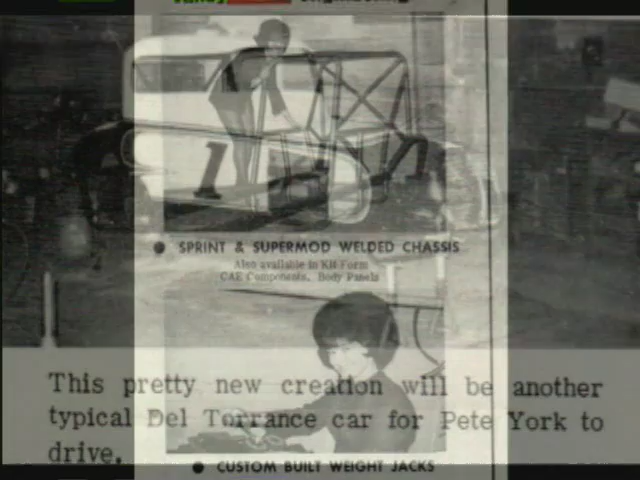 ● SPRINT & SUPERMOD WELDED CHASSIS
Also available in Kit Form
CAE Components, Body Panels
This pretty new creation will be another
typical Del Torrance car for Pete York to
drive.
● CUSTOM BUILT WEIGHT JACKS